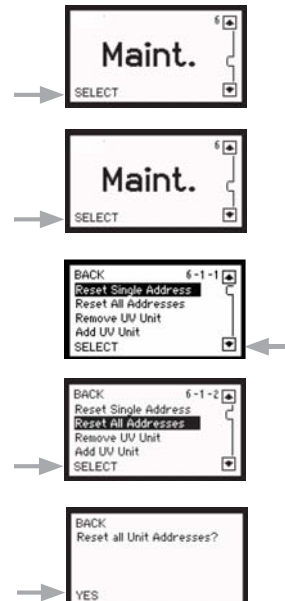 6
Maint.
SELECT
6
Maint.
SELECT
BACK 6-1-1
Reset Single Address
Reset All Addresses
Remove UV Unit
Add UV Unit
SELECT
BACK 6-1-2
Reset Single Address
Reset All Addresses
Remove UV Unit
Add UV Unit
SELECT
BACK
Reset all Unit Addresses?
YES